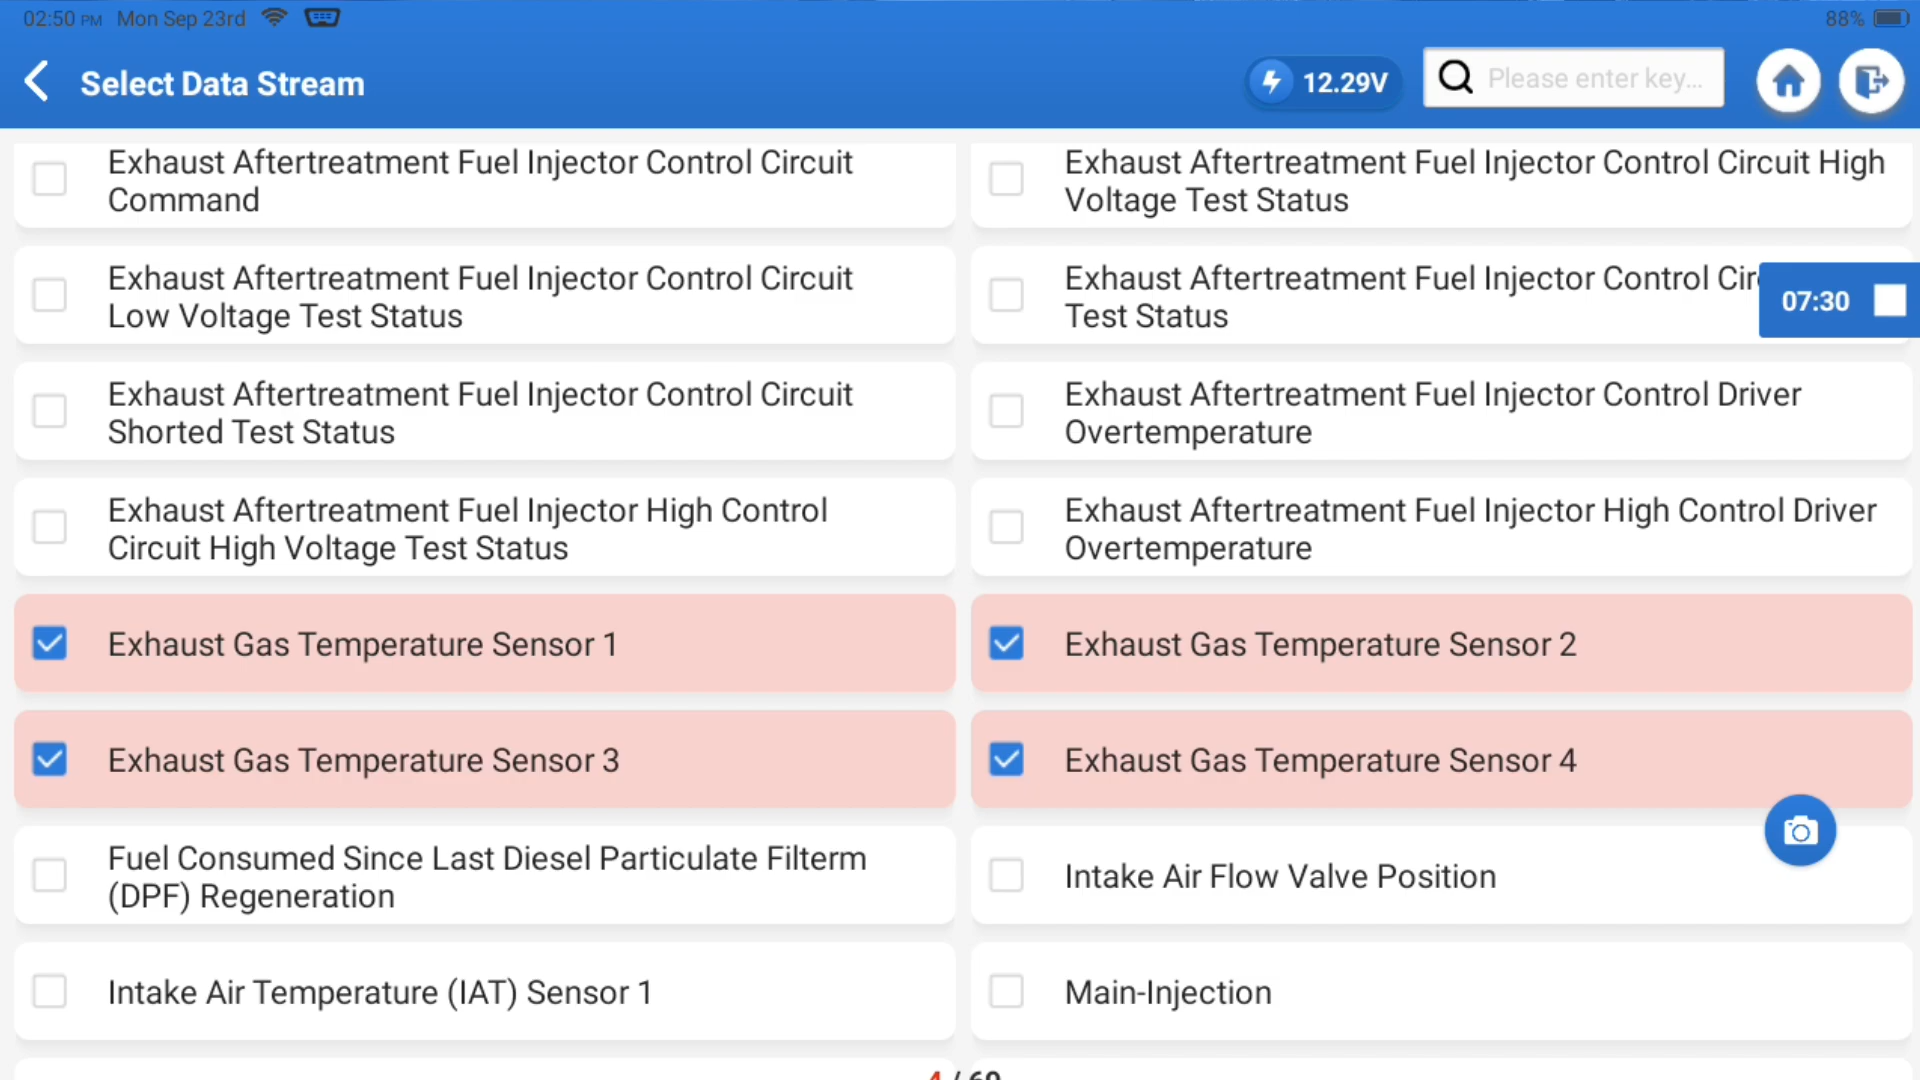 02:50 PM Mon Sep 23rd
88%
Select Data Stream
12.29V
Please enter key...
Exhaust Aftertreatment Fuel Injector Control Circuit
Command
Exhaust Aftertreatment Fuel Injector Control Circuit High
Voltage Test Status
Exhaust Aftertreatment Fuel Injector Control Circuit
Low Voltage Test Status
Exhaust Aftertreatment Fuel Injector Control
Test Status
07:30
Exhaust Aftertreatment Fuel Injector Control Circuit
Shorted Test Status
Exhaust Aftertreatment Fuel Injector Control Driver
Overtemperature
Exhaust Aftertreatment Fuel Injector High Control
Circuit High Voltage Test Status
Exhaust Aftertreatment Fuel Injector High Control Driver
Overtemperature
Exhaust Gas Temperature Sensor 1
Exhaust Gas Temperature Sensor 2
Exhaust Gas Temperature Sensor 3
Exhaust Gas Temperature Sensor 4
Fuel Consumed Since Last Diesel Particulate Filterm
(DPF) Regeneration
Intake Air Flow Valve Position
Intake Air Temperature (IAT) Sensor 1
Main-Injection